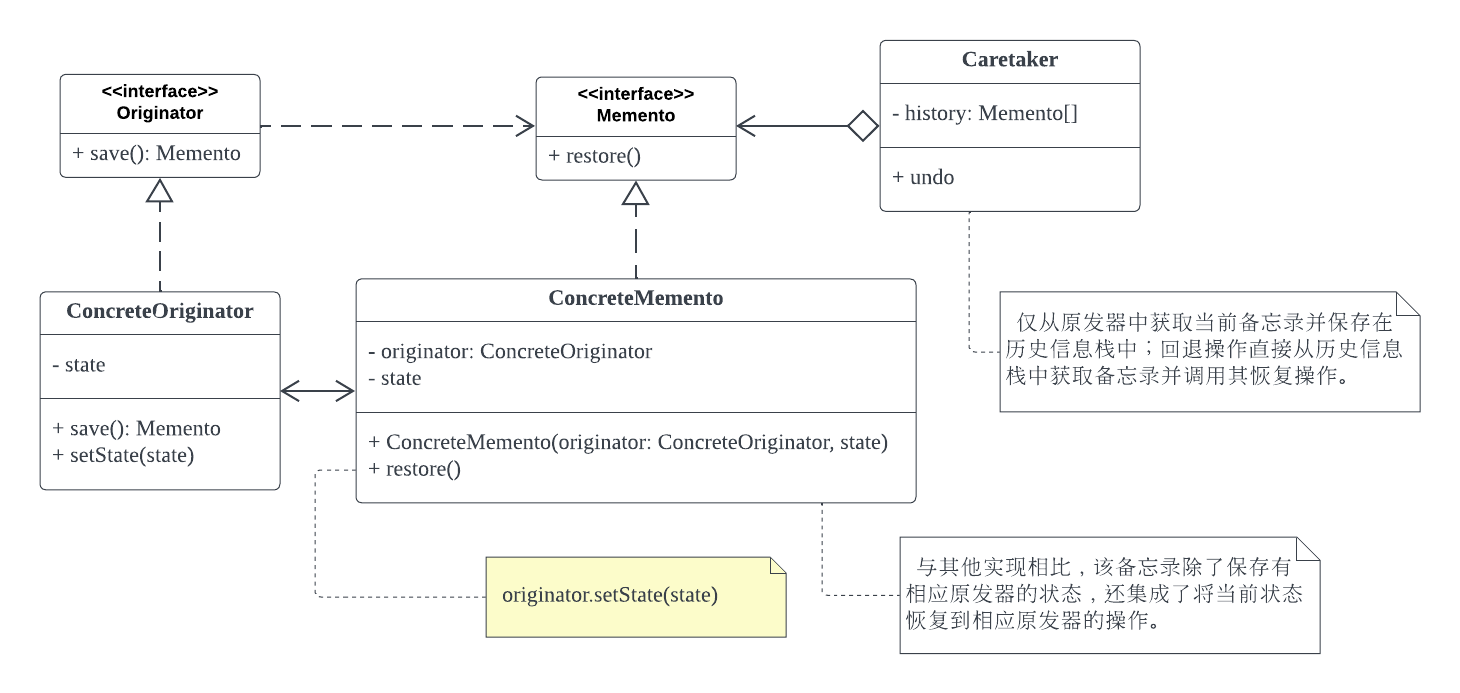 <<interface>>
Originator
+ save(): Memento
<<interface>>
Memento
+ restore()
Caretaker
- history: Memento[]
+ undo
ConcreteOriginator
- state
+ save(): Memento
+ setState(state)
ConcreteMemento
- originator: ConcreteOriginator
- state
+ ConcreteMemento(originator: ConcreteOriginator, state)
+ restore()
仅从原发器中获取当前备忘录并保存在
历史信息栈中；回退操作直接从历史信息
栈中获取备忘录并调用其恢复操作。
originator.setState(state)
与其他实现相比，该备忘录除了保存有
相应原发器的状态，还集成了将当前状态
恢复到相应原发器的操作。